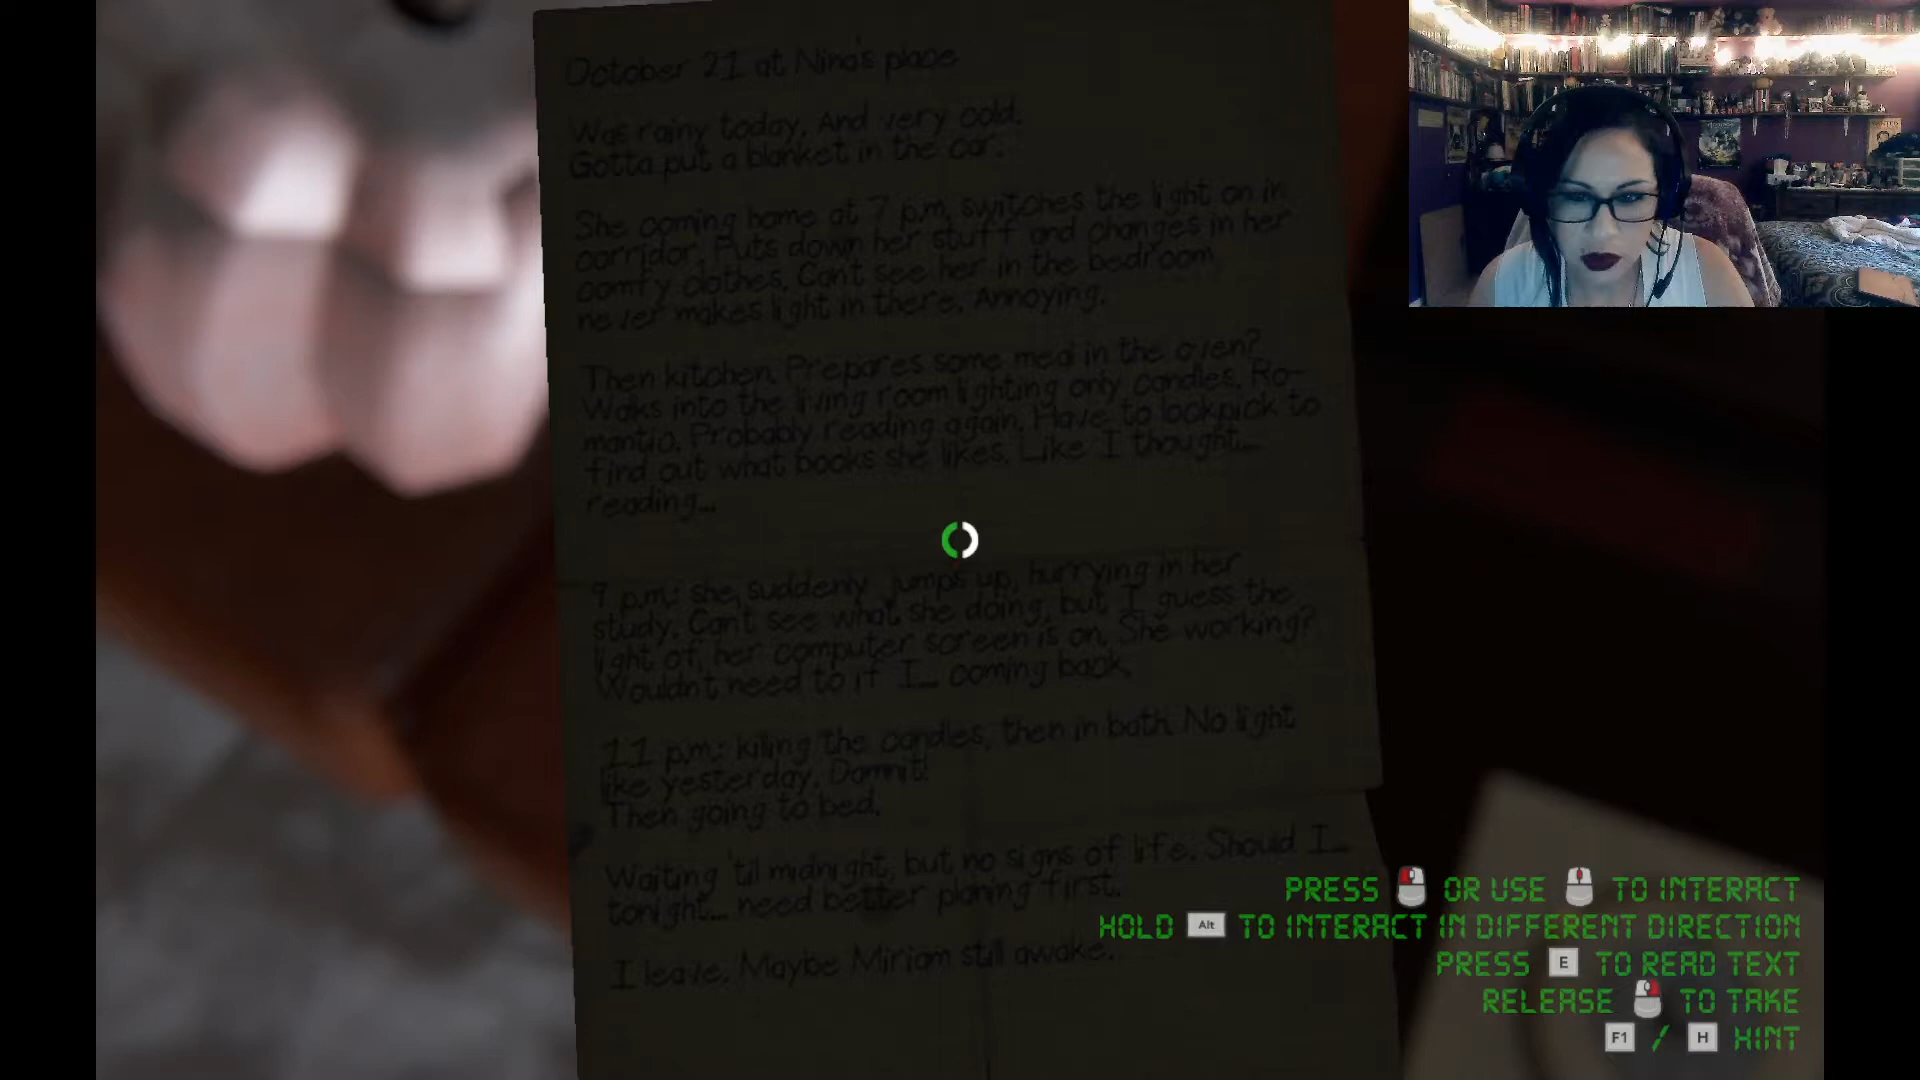 October 21 at Nina's place
Was rainy today. And very cold.
Gotta put a blanket in the car.
She coming home at 7 p.m. switches the light on in
corridor. Puts down her stuff and changes in her
comfy clothes. Cant see her in the bedroom
never makes light in there. Annoying.
Then kitchen. Prepares some meal in the oven?
Walks into the living room lighting only candles. Ro-
mantic. Probably reading again. Have to lockpick to
find out what books she likes. Like I thought...
reading...
9 p.m.: she suddenly jumps up, hurrying in her
study. Cant see what she doing, but I guess the
light of her computer screen is on. She working?
Wouldnt need to if I... coming back.
11 p.m.: kiling the candles, then in bath. No light
like yesterday. Damnit!
Then going to bed.
Waiting 'til midnight, but no signs of life. Should I...
tonight... need better planing first.
I leave. Maybe Miriam still awake.
PRESS OR USE TO INTERACT
HOLD Alt TO INTERACT IN DIFFERENT DIRECTION
PRESS E TO READ TEXT
RELEASE TO TAKE
F1 / H HINT